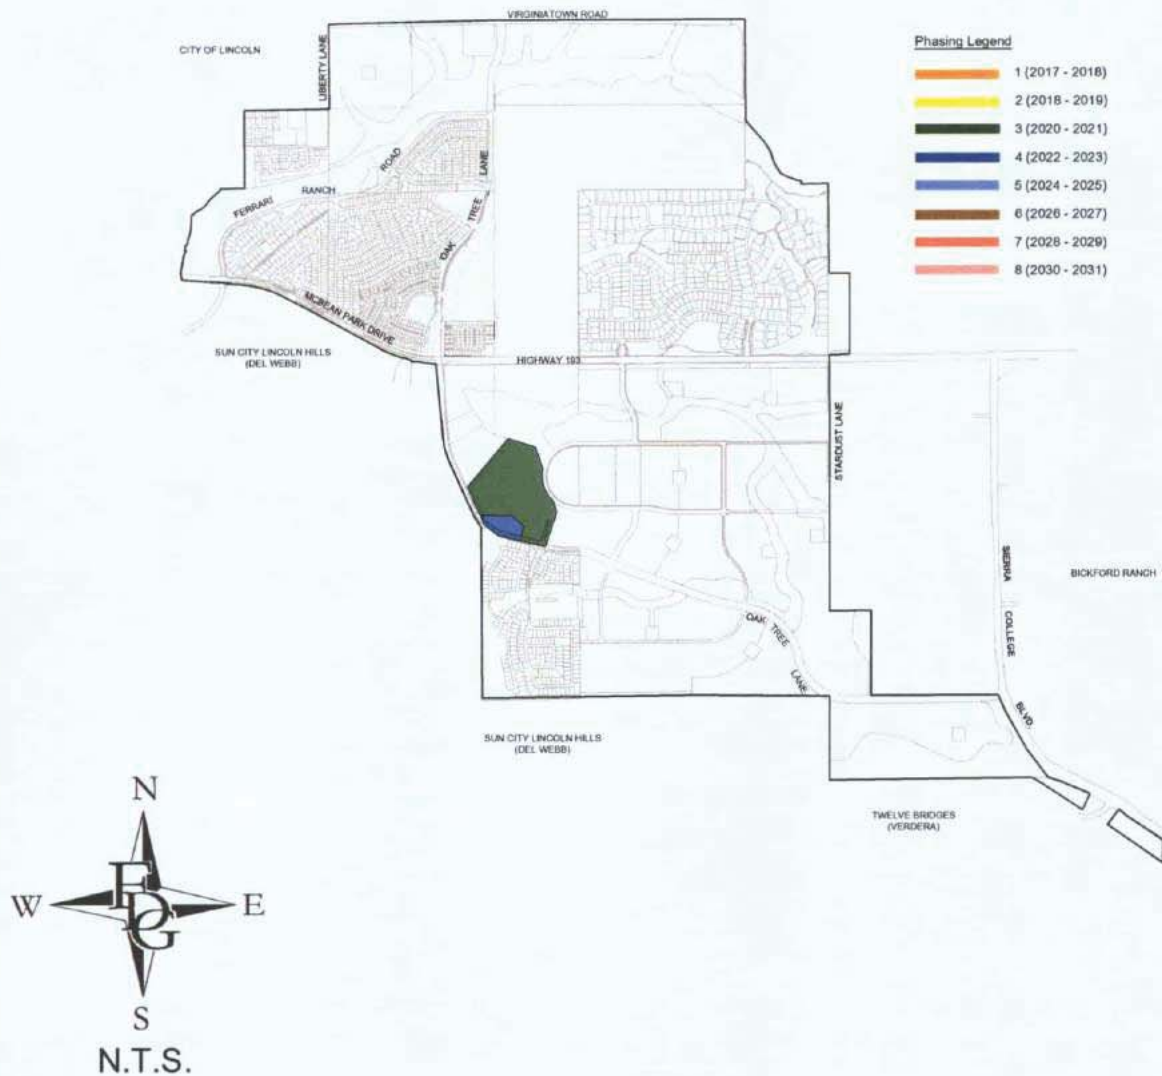 VIRGINIATOWN ROAD
CITY OF LINCOLN
LIBERTY LANE
Phasing Legend
1 (2017 - 2018)
2 (2018 - 2019)
3 (2020 - 2021)
4 (2022 - 2023)
5 (2024 - 2025)
6 (2026 - 2027)
7 (2028 - 2029)
8 (2030 - 2031)
FERRARI RANCH ROAD
OAK TREE LANE
MCBEAN PARK DRIVE
SUN CITY LINCOLN HILLS
(DEL WEBB)
HIGHWAY 193
STARDUST LANE
SIERRA COLLEGE BLVD.
BICKFORD RANCH
OAK TREE LANE
SUN CITY LINCOLN HILLS
(DEL WEBB)
TWELVE BRIDGES
(VERDERA)
N
W
E
S
N.T.S.